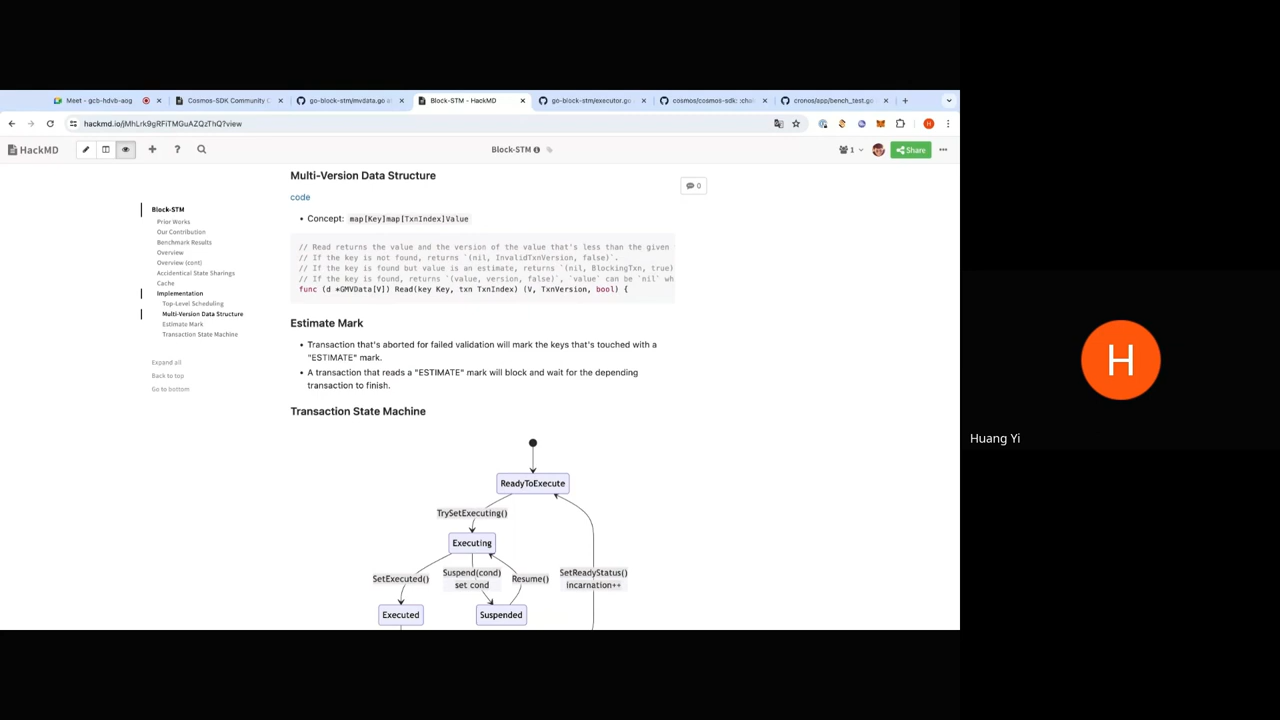 Meet - gcb-hdvb-aog
Cosmos-SDK Community C
go-block-stm/mvdata.go a
Block-STM - HackMD
go-block-stm/executor.go
cosmos/cosmos-sdk: :chai
cronos/app/bench_test.go
hackmd.io/jMhLrk9gRFiTMGuAZQzThQ?view
HackMD
Block-STM
1
Share
Block-STM
Prior Works
Our Contribution
Benchmark Results
Overview
Overview (cont)
Accidentical State Sharings
Cache
Implementation
Top-Level Scheduling
Multi-Version Data Structure
Estimate Mark
Transaction State Machine
Expand all
Back to top
Go to bottom
Multi-Version Data Structure
0
code
• Concept: map[Key]map[TxnIndex]Value
// Read returns the value and the version of the value that's less than the given
// If the key is not found, returns `(nil, InvalidTxnVersion, false)`.
// If the key is found but value is an estimate, returns `(nil, BlockingTxn, true)
// If the key is found, returns `(value, version, false)`, `value` can be `nil` wh
func (d *GMVData[V]) Read(key Key, txn TxnIndex) (V, TxnVersion, bool) {
Estimate Mark
• Transaction that's aborted for failed validation will mark the keys that's touched with a
"ESTIMATE" mark.
• A transaction that reads a "ESTIMATE" mark will block and wait for the depending
transaction to finish.
Transaction State Machine
ReadyToExecute
TrySetExecuting()
Executing
SetExecuted()
Suspend(cond)
set cond
Resume()
SetReadyStatus()
incarnation++
Executed
Suspended
H
Huang Yi